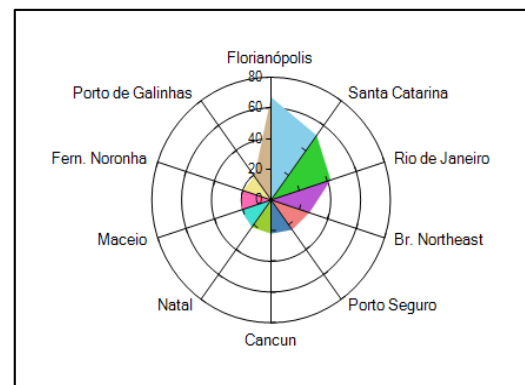 Florianópolis
80
Porto de Galinhas
Santa Catarina
60
40
Fern. Noronha
Rio de Janeiro
20
0
Maceio
Br. Northeast
Natal
Porto Seguro
Cancun